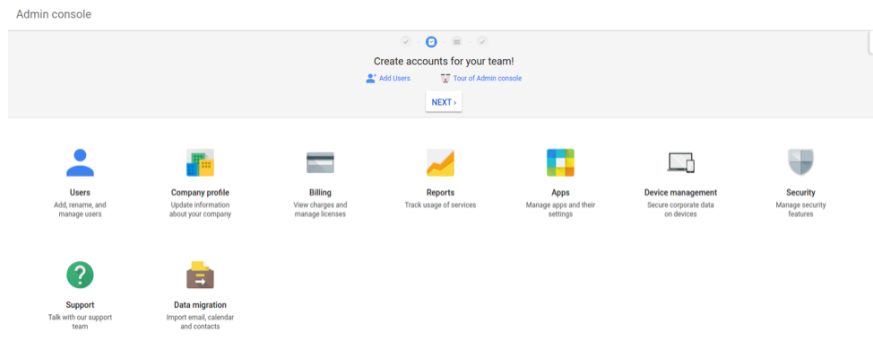 Admin console
Create accounts for your team!
Add Users
Tour of Admin console
NEXT ›
Users
Add, rename, and
manage users
Company profile
Update information
about your company
Billing
View charges and
manage licenses
Reports
Track usage of services
Apps
Manage apps and their
settings
Device management
Secure corporate data
on devices
Security
Manage security
features
Support
Talk with our support
team
Data migration
Import email, calendar
and contacts